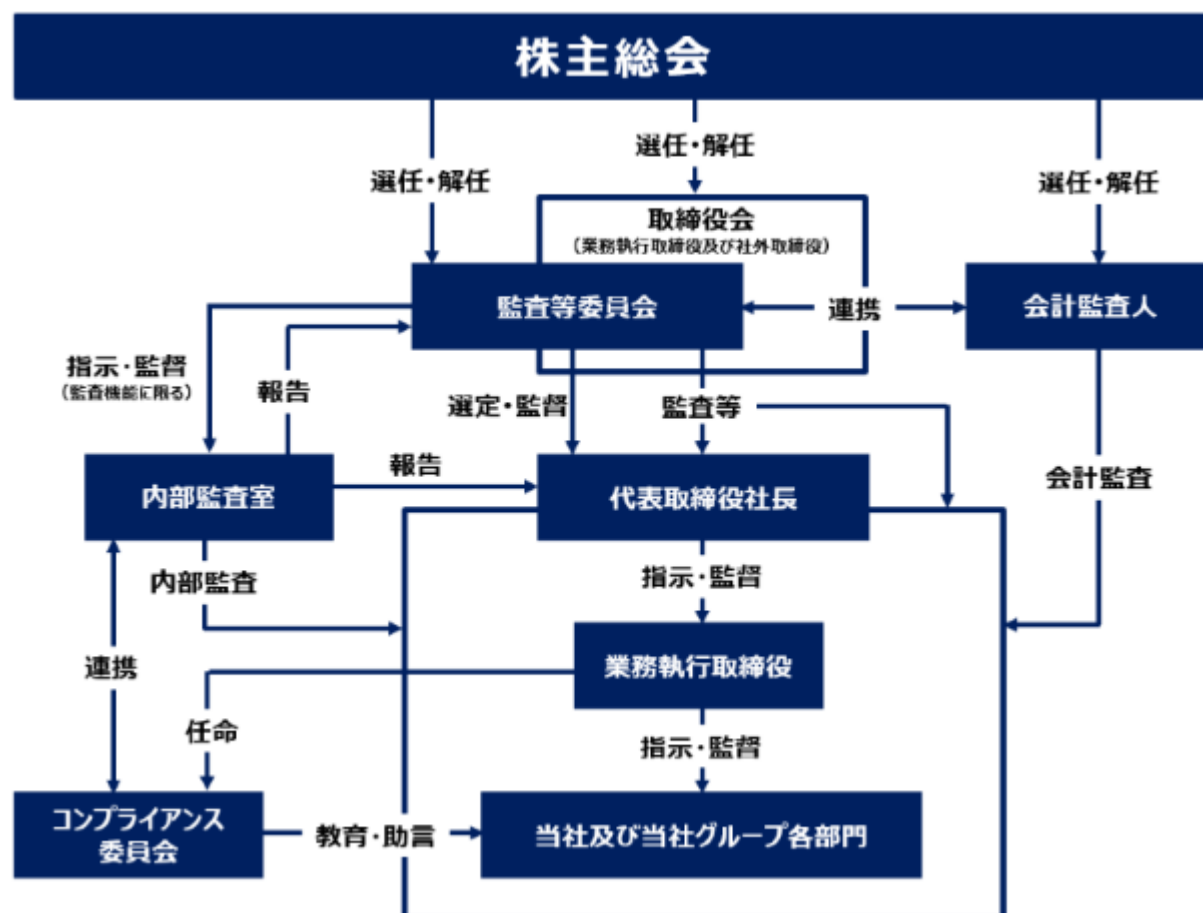 株主総会
選任・解任
選任・解任
選任・解任
取締役会
（業務執行取締役及び社外取締役）
監査等委員会
連携
会計監査人
指示・監督
（監査機能に限る）
報告
選定・監督
監査等
報告
内部監査室
代表取締役社長
会計監査
内部監査
指示・監督
連携
業務執行取締役
任命
指示・監督
コンプライアンス
委員会
教育・助言
当社及び当社グループ各部門